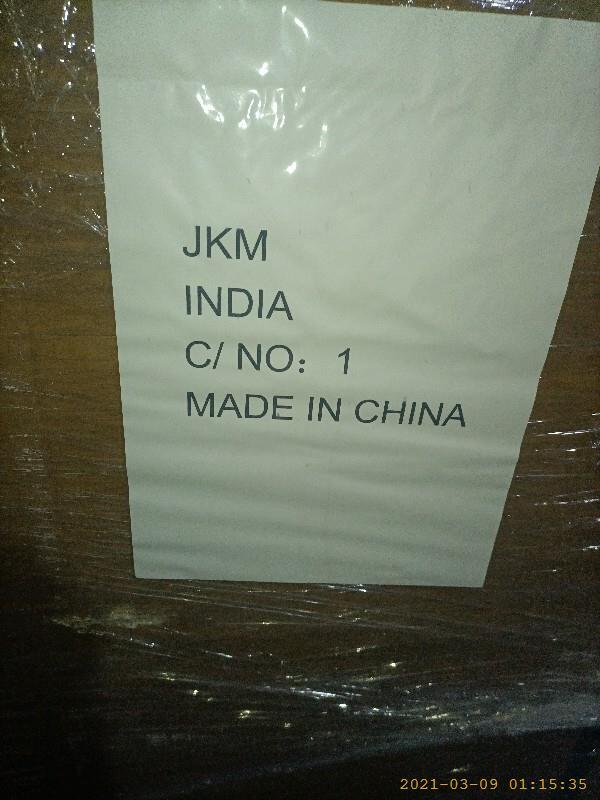 JKM
INDIA
C/ NO： 1
MADE IN CHINA
2021-03-09 01:15:35